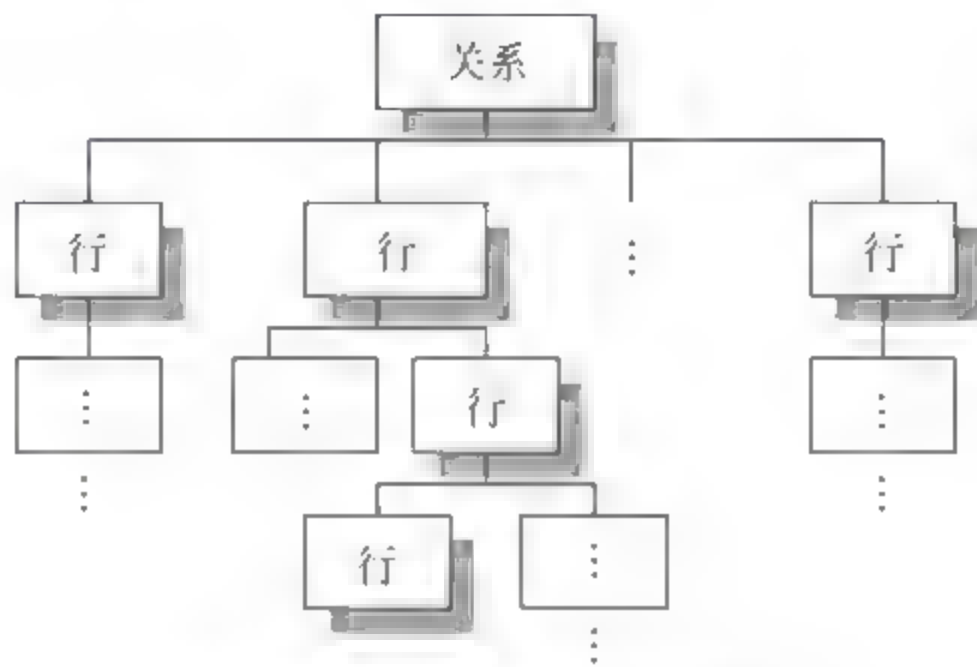 关系
行 行 ⋮ 行
⋮ ⋮ 行 ⋮
⋮ ⋮
行 ⋮
⋮